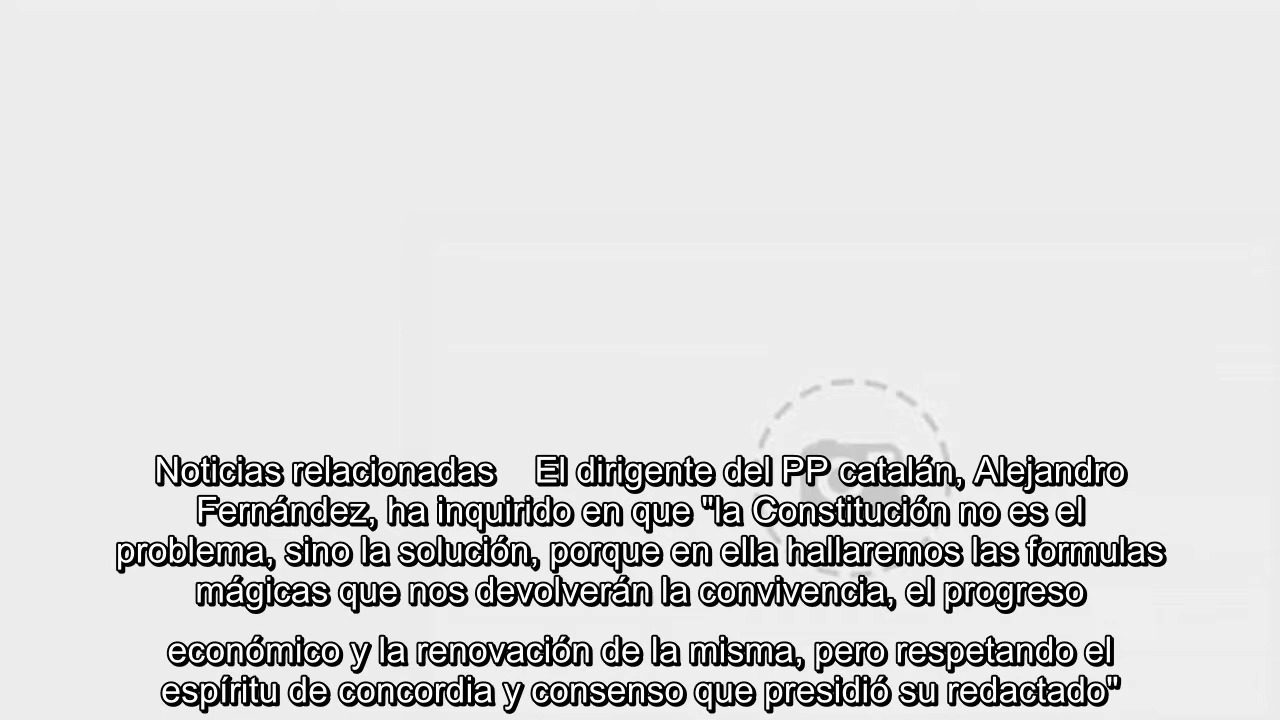 Noticias relacionadas    El dirigente del PP catalán, Alejandro
Fernández, ha inquirido en que "la Constitución no es el
problema, sino la solución, porque en ella hallaremos las formulas
mágicas que nos devolverán la convivencia, el progreso
económico y la renovación de la misma, pero respetando el
espíritu de concordia y consenso que presidió su redactado"